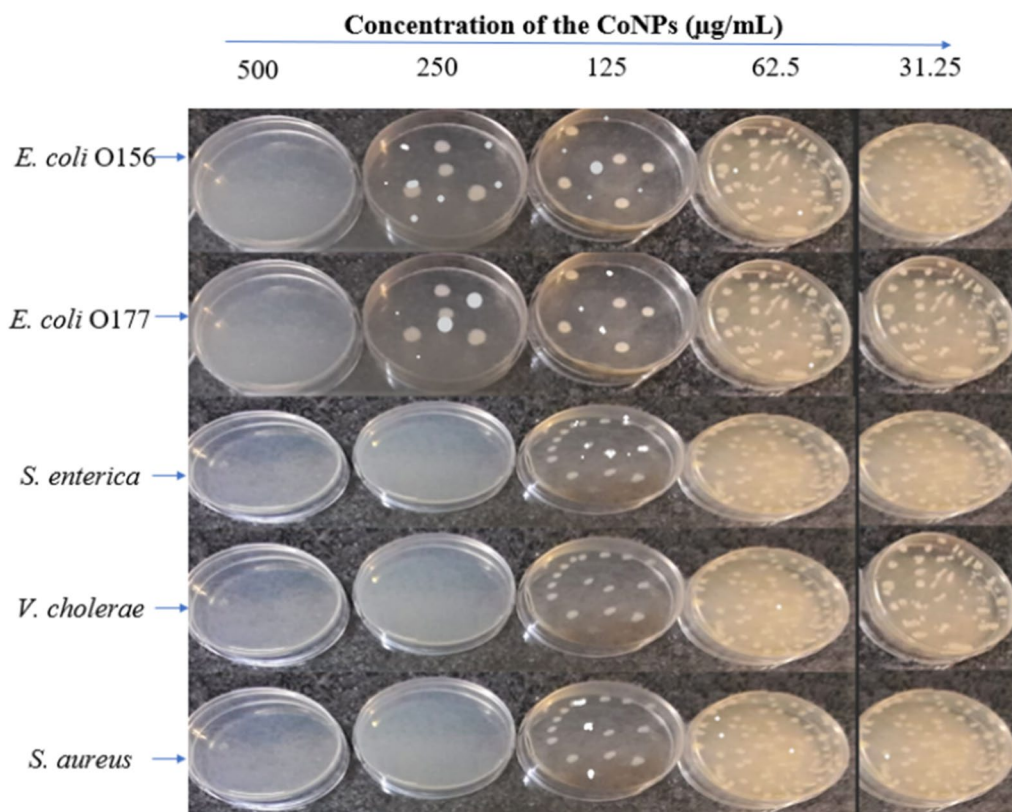 Concentration of the CoNPs (µg/mL)
500 250 125 62.5 31.25
E. coli O156
E. coli O177
S. enterica
V. cholerae
S. aureus